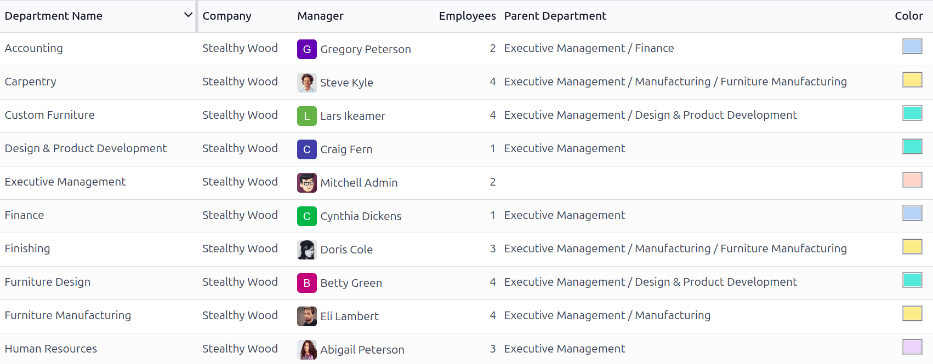 Department Name Company Manager Employees Parent Department Color
Accounting Stealthy Wood G Gregory Peterson 2 Executive Management / Finance
Carpentry Stealthy Wood Steve Kyle 4 Executive Management / Manufacturing / Furniture Manufacturing
Custom Furniture Stealthy Wood L Lars Ikeamer 4 Executive Management / Design & Product Development
Design & Product Development Stealthy Wood C Craig Fern 1 Executive Management
Executive Management Stealthy Wood Mitchell Admin 2
Finance Stealthy Wood C Cynthia Dickens 1 Executive Management
Finishing Stealthy Wood Doris Cole 3 Executive Management / Manufacturing / Furniture Manufacturing
Furniture Design Stealthy Wood B Betty Green 4 Executive Management / Design & Product Development
Furniture Manufacturing Stealthy Wood Eli Lambert 4 Executive Management / Manufacturing
Human Resources Stealthy Wood Abigail Peterson 3 Executive Management